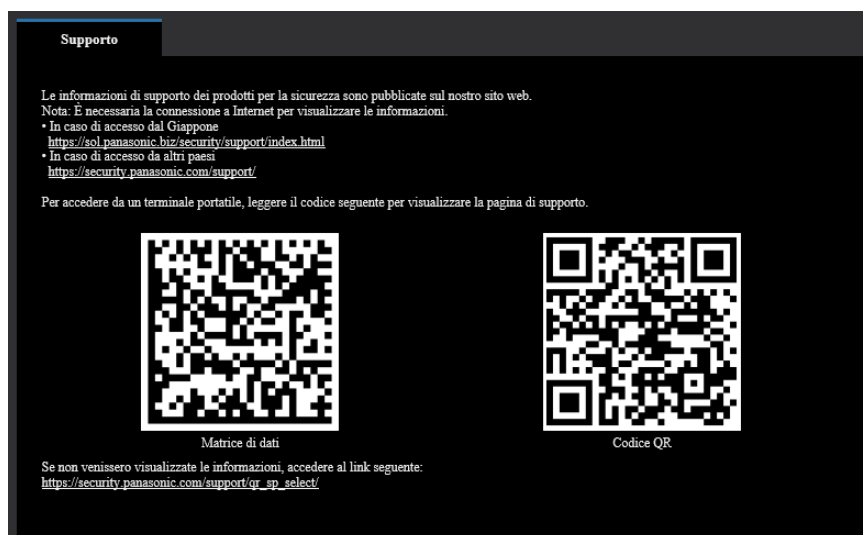 Supporto
Le informazioni di supporto dei prodotti per la sicurezza sono pubblicate sul nostro sito web.
Nota: È necessaria la connessione a Internet per visualizzare le informazioni.
• In caso di accesso dal Giappone
https://sol.panasonic.biz/security/support/index.html
• In caso di accesso da altri paesi
https://security.panasonic.com/support/
Per accedere da un terminale portatile, leggere il codice seguente per visualizzare la pagina di supporto.
Matrice di dati
Codice QR
Se non venissero visualizzate le informazioni, accedere al link seguente:
https://security.panasonic.com/support/qr_sp_select/